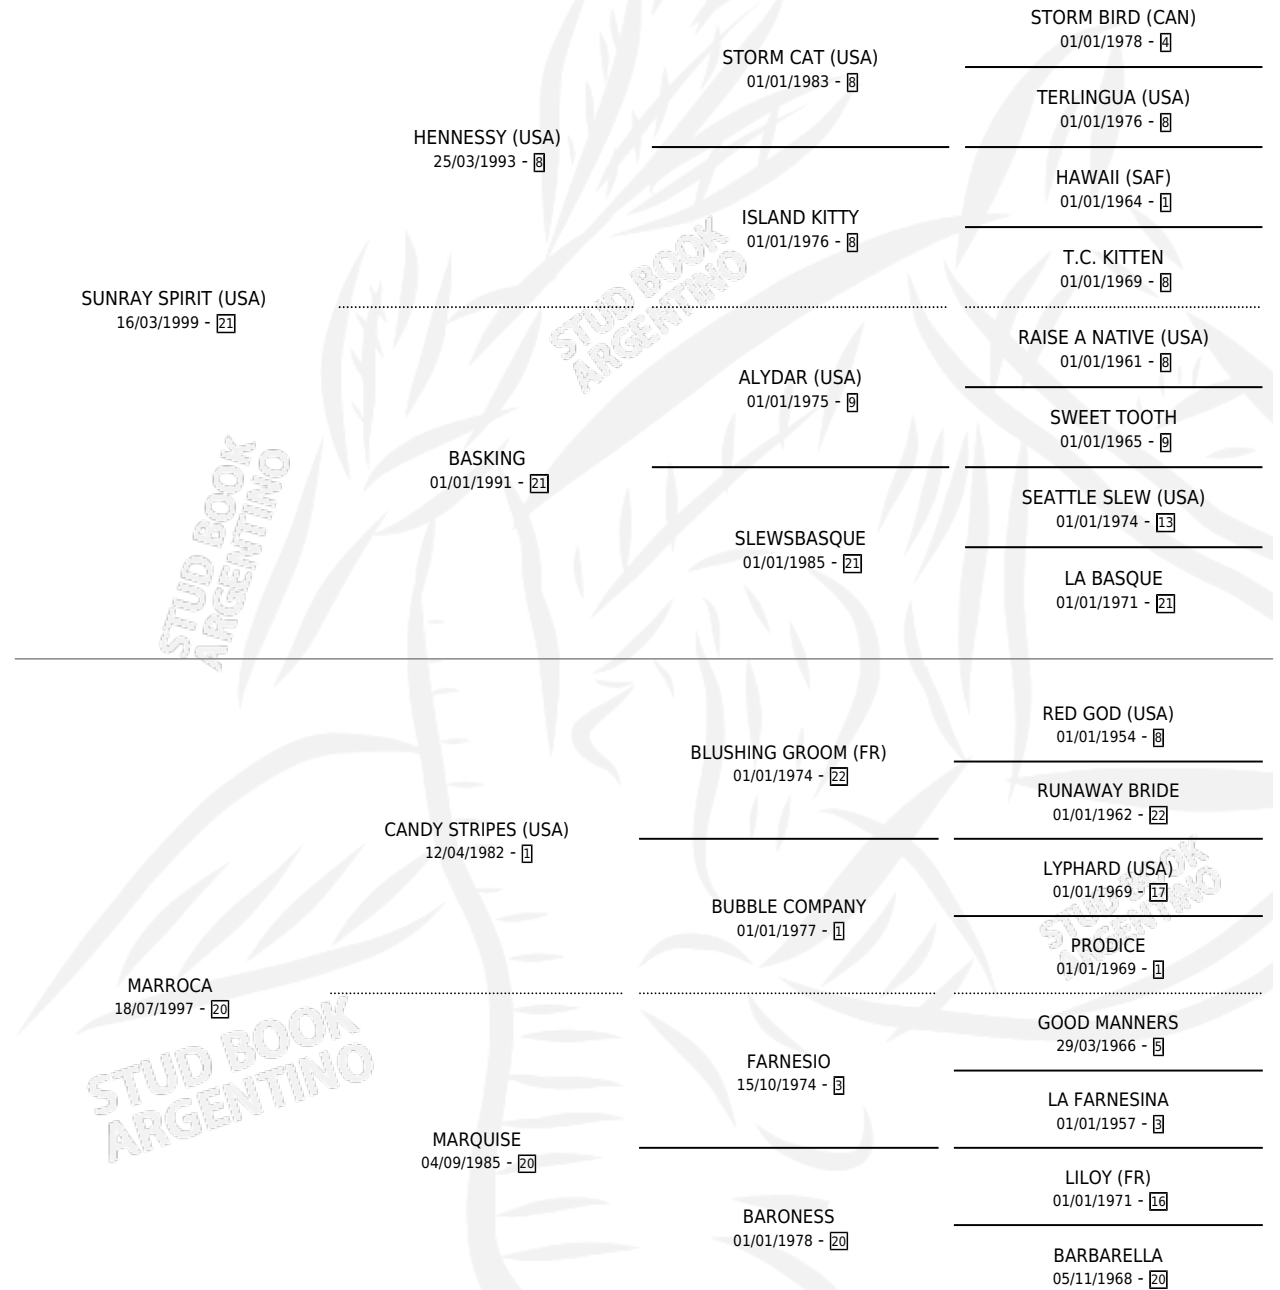 STORM BIRD (CAN)
01/01/1978 - 4
STORM CAT (USA)
01/01/1983 - 8
TERLINGUA (USA)
01/01/1976 - 8
HENNESSY (USA)
25/03/1993 - 8
HAWAII (SAF)
01/01/1964 - 1
ISLAND KITTY
01/01/1976 - 8
T.C. KITTEN
01/01/1969 - 8
SUNRAY SPIRIT (USA)
16/03/1999 - 21
RAISE A NATIVE (USA)
01/01/1961 - 8
ALYDAR (USA)
01/01/1975 - 9
SWEET TOOTH
01/01/1965 - 9
BASKING
01/01/1991 - 21
SEATTLE SLEW (USA)
01/01/1974 - 13
SLEWSBASQUE
01/01/1985 - 21
LA BASQUE
01/01/1971 - 21
RED GOD (USA)
01/01/1954 - 8
BLUSHING GROOM (FR)
01/01/1974 - 22
RUNAWAY BRIDE
01/01/1962 - 22
CANDY STRIPES (USA)
12/04/1982 - 1
LYPHARD (USA)
01/01/1969 - 17
BUBBLE COMPANY
01/01/1977 - 1
PRODICE
01/01/1969 - 1
MARROCA
18/07/1997 - 20
GOOD MANNERS
29/03/1966 - 5
FARNESIO
15/10/1974 - 3
LA FARNESINA
01/01/1957 - 3
MARQUISE
04/09/1985 - 20
LILOY (FR)
01/01/1971 - 16
BARONESS
01/01/1978 - 20
BARBARELLA
05/11/1968 - 20
STUD BOOK
ARGENTINO
STUD BOOK
ARGENTINO
STUD BOOK
ARGENTINO
STUD BOOK
ARGENTINO